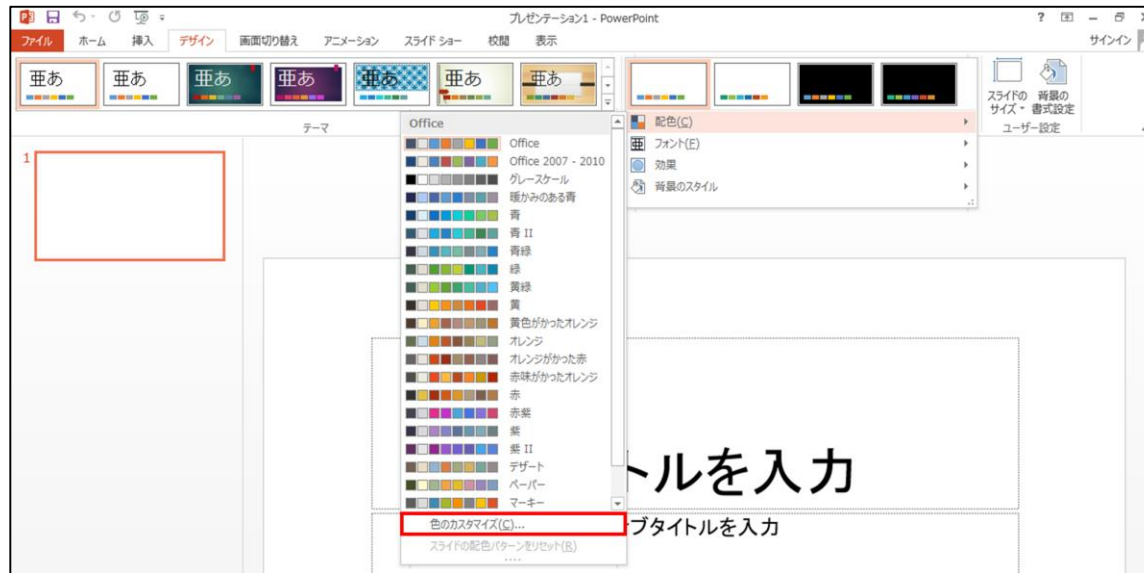 プレゼンテーション1 - PowerPoint
ファイル ホーム 挿入 デザイン 画面切り替え アニメーション スライド ショー 校閲 表示 サインイン
亜あ 亜あ 亜あ 亜あ 亜あ 亜あ 亜あ
スライドの サイズ 背景の 書式設定
テーマ
ユーザー設定
配色(C)
フォント(F)
効果
背景のスタイル
1
Office
Office
Office 2007 - 2010
グレースケール
暖かみのある青
青
青 II
青緑
緑
黄緑
黄
黄色がかったオレンジ
オレンジ
オレンジがかった赤
赤味がかったオレンジ
赤
赤紫
紫
紫 II
デザート
ペーパー
マーキー
色のカスタマイズ(C)...
スライドの配色パターンをリセット(R)
トルを入力
ブタイトルを入力